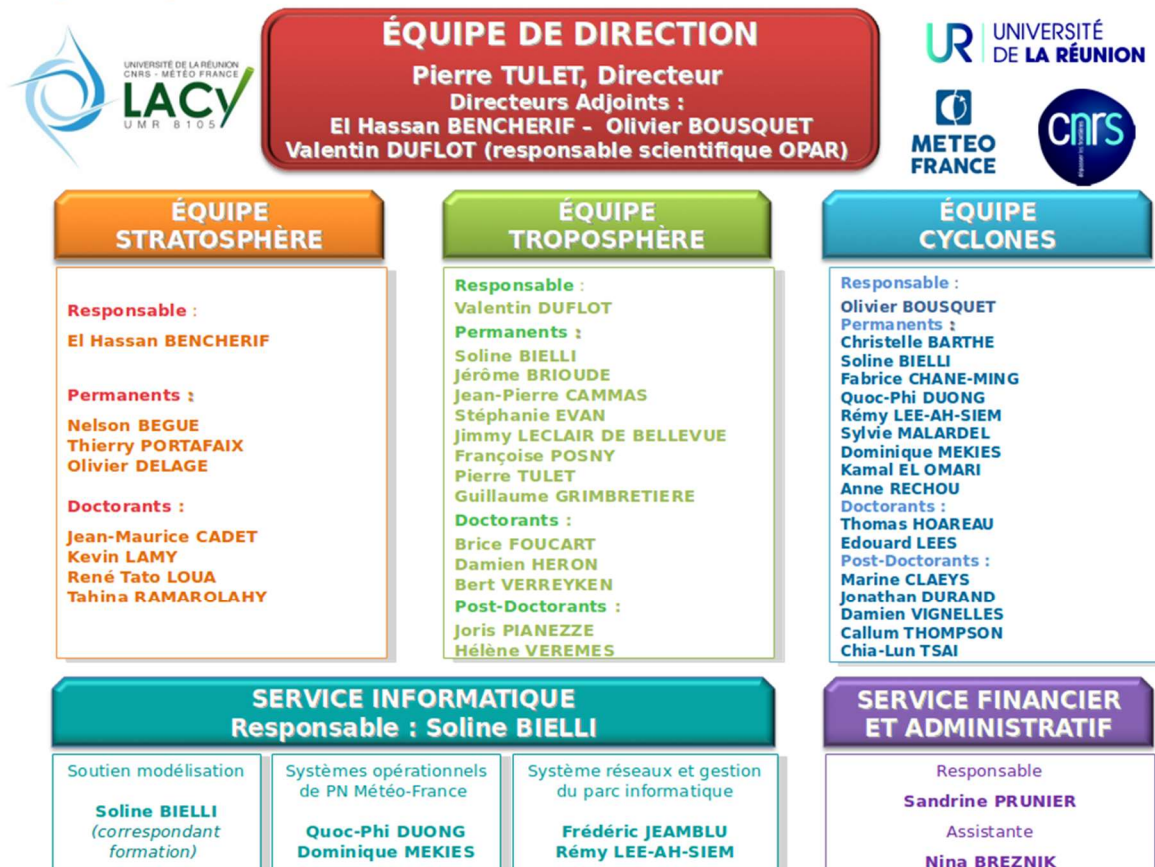 UNIVERSITÉ DE LA RÉUNION
CNRS - MÉTÉO FRANCE
LACy
UMR 8105
ÉQUIPE DE DIRECTION
Pierre TULET, Directeur
Directeurs Adjoints :
El Hassan BENCHERIF – Olivier BOUSQUET
Valentin DUFLOT (responsable scientifique OPAR)
UR UNIVERSITÉ
DE LA RÉUNION
METEO
FRANCE
cnrs
ÉQUIPE
STRATOSPHÈRE
Responsable :
El Hassan BENCHERIF
Permanents :
Nelson BEGUE
Thierry PORTAFAIX
Olivier DELAGE
Doctorants :
Jean-Maurice CADET
Kevin LAMY
René Tato LOUA
Tahina RAMAROLAHY
ÉQUIPE
TROPOSPHÈRE
Responsable :
Valentin DUFLOT
Permanents :
Soline BIELLI
Jérôme BRIOUDE
Jean-Pierre CAMMAS
Stéphanie EVAN
Jimmy LECLAIR DE BELLEVUE
Françoise POSNY
Pierre TULET
Guillaume GRIMBRETIERE
Doctorants :
Brice FOUCART
Damien HERON
Bert VERREYKEN
Post-Doctorants :
Joris PIANEZZE
Hélène VEREMES
ÉQUIPE
CYCLONES
Responsable :
Olivier BOUSQUET
Permanents :
Christelle BARTHE
Soline BIELLI
Fabrice CHANE-MING
Quoc-Phi DUONG
Rémy LEE-AH-SIEM
Sylvie MALARDEL
Dominique MEKIES
Kamal EL OMARI
Anne RECHOU
Doctorants :
Thomas HOAREAU
Edouard LEES
Post-Doctorants :
Marine CLAEYS
Jonathan DURAND
Damien VIGNELLES
Callum THOMPSON
Chia-Lun TSAI
SERVICE INFORMATIQUE
Responsable : Soline BIELLI
Soutien modélisation
Soline BIELLI
(correspondant
formation)
Systèmes opérationnels
de PN Météo-France
Quoc-Phi DUONG
Dominique MEKIES
Système réseaux et gestion
du parc informatique
Frédéric JEAMBLU
Rémy LEE-AH-SIEM
SERVICE FINANCIER
ET ADMINISTRATIF
Responsable
Sandrine PRUNIER
Assistante
Nina BREZNIK